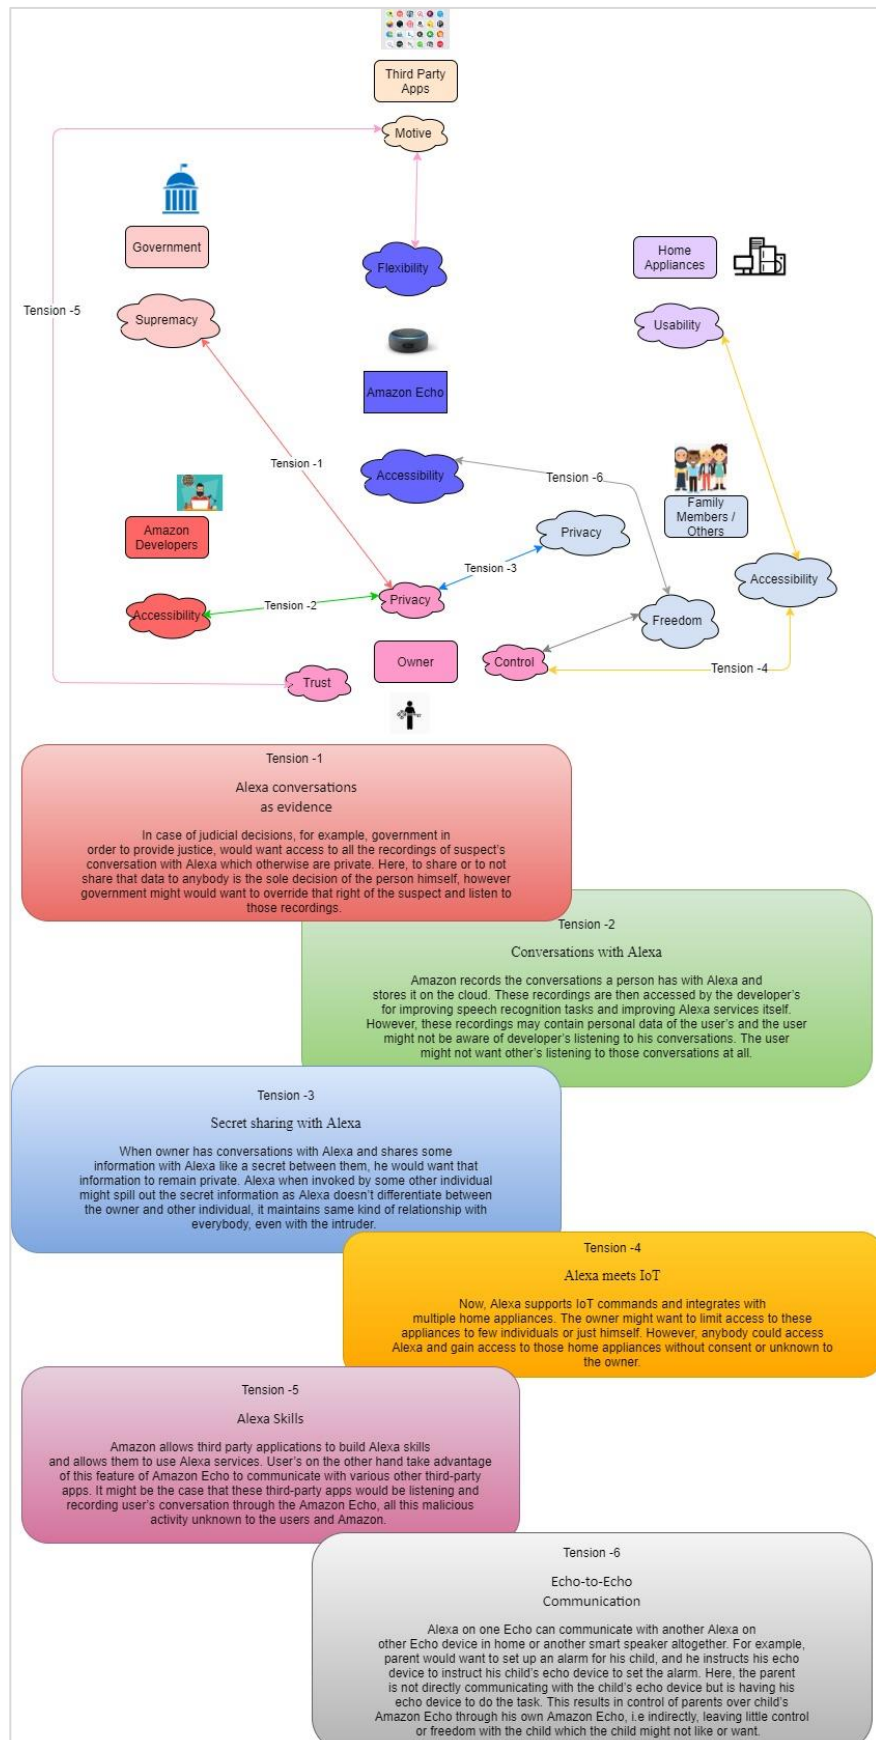 Third Party
Apps
Motive
Government
Flexibility
Home
Appliances
Tension -5
Supremacy
Usability
Amazon Echo
Tension -1
Accessibility
Tension -6
Family
Members /
Others
Amazon
Developers
Privacy
Tension -3
Accessibility
Privacy
Tension -2
Accessibility
Freedom
Owner
Control
Tension -4
Trust
Tension -1
Alexa conversations
as evidence
In case of judicial decisions, for example, government in
order to provide justice, would want access to all the recordings of suspect's
conversation with Alexa which otherwise are private. Here, to share or to not
share that data to anybody is the sole decision of the person himself, however
government might would want to override that right of the suspect and listen to
those recordings.
Tension -2
Conversations with Alexa
Amazon records the conversations a person has with Alexa and
stores it on the cloud. These recordings are then accessed by the developer's
for improving speech recognition tasks and improving Alexa services itself.
However, these recordings may contain personal data of the user's and the user
might not be aware of developer's listening to his conversations. The user
might not want other's listening to those conversations at all.
Tension -3
Secret sharing with Alexa
When owner has conversations with Alexa and shares some
information with Alexa like a secret between them, he would want that
information to remain private. Alexa when invoked by some other individual
might spill out the secret information as Alexa doesn't differentiate between
the owner and other individual, it maintains same kind of relationship with
everybody, even with the intruder.
Tension -4
Alexa meets IoT
Now, Alexa supports IoT commands and integrates with
multiple home appliances. The owner might want to limit access to these
appliances to few individuals or just himself. However, anybody could access
Alexa and gain access to those home appliances without consent or unknown to
the owner.
Tension -5
Alexa Skills
Amazon allows third party applications to build Alexa skills
and allows them to use Alexa services. User's on the other hand take advantage
of this feature of Amazon Echo to communicate with various other third-party
apps. It might be the case that these third-party apps would be listening and
recording user's conversation through the Amazon Echo, all this malicious
activity unknown to the users and Amazon.
Tension -6
Echo-to-Echo
Communication
Alexa on one Echo can communicate with another Alexa on
other Echo device in home or another smart speaker altogether. For example,
parent would want to set up an alarm for his child, and he instructs his echo
device to instruct his child's echo device to set the alarm. Here, the parent
is not directly communicating with the child's echo device but is having his
echo device to do the task. This results in control of parents over child's
Amazon Echo through his own Amazon Echo, i.e indirectly, leaving little control
or freedom with the child which the child might not like or want.